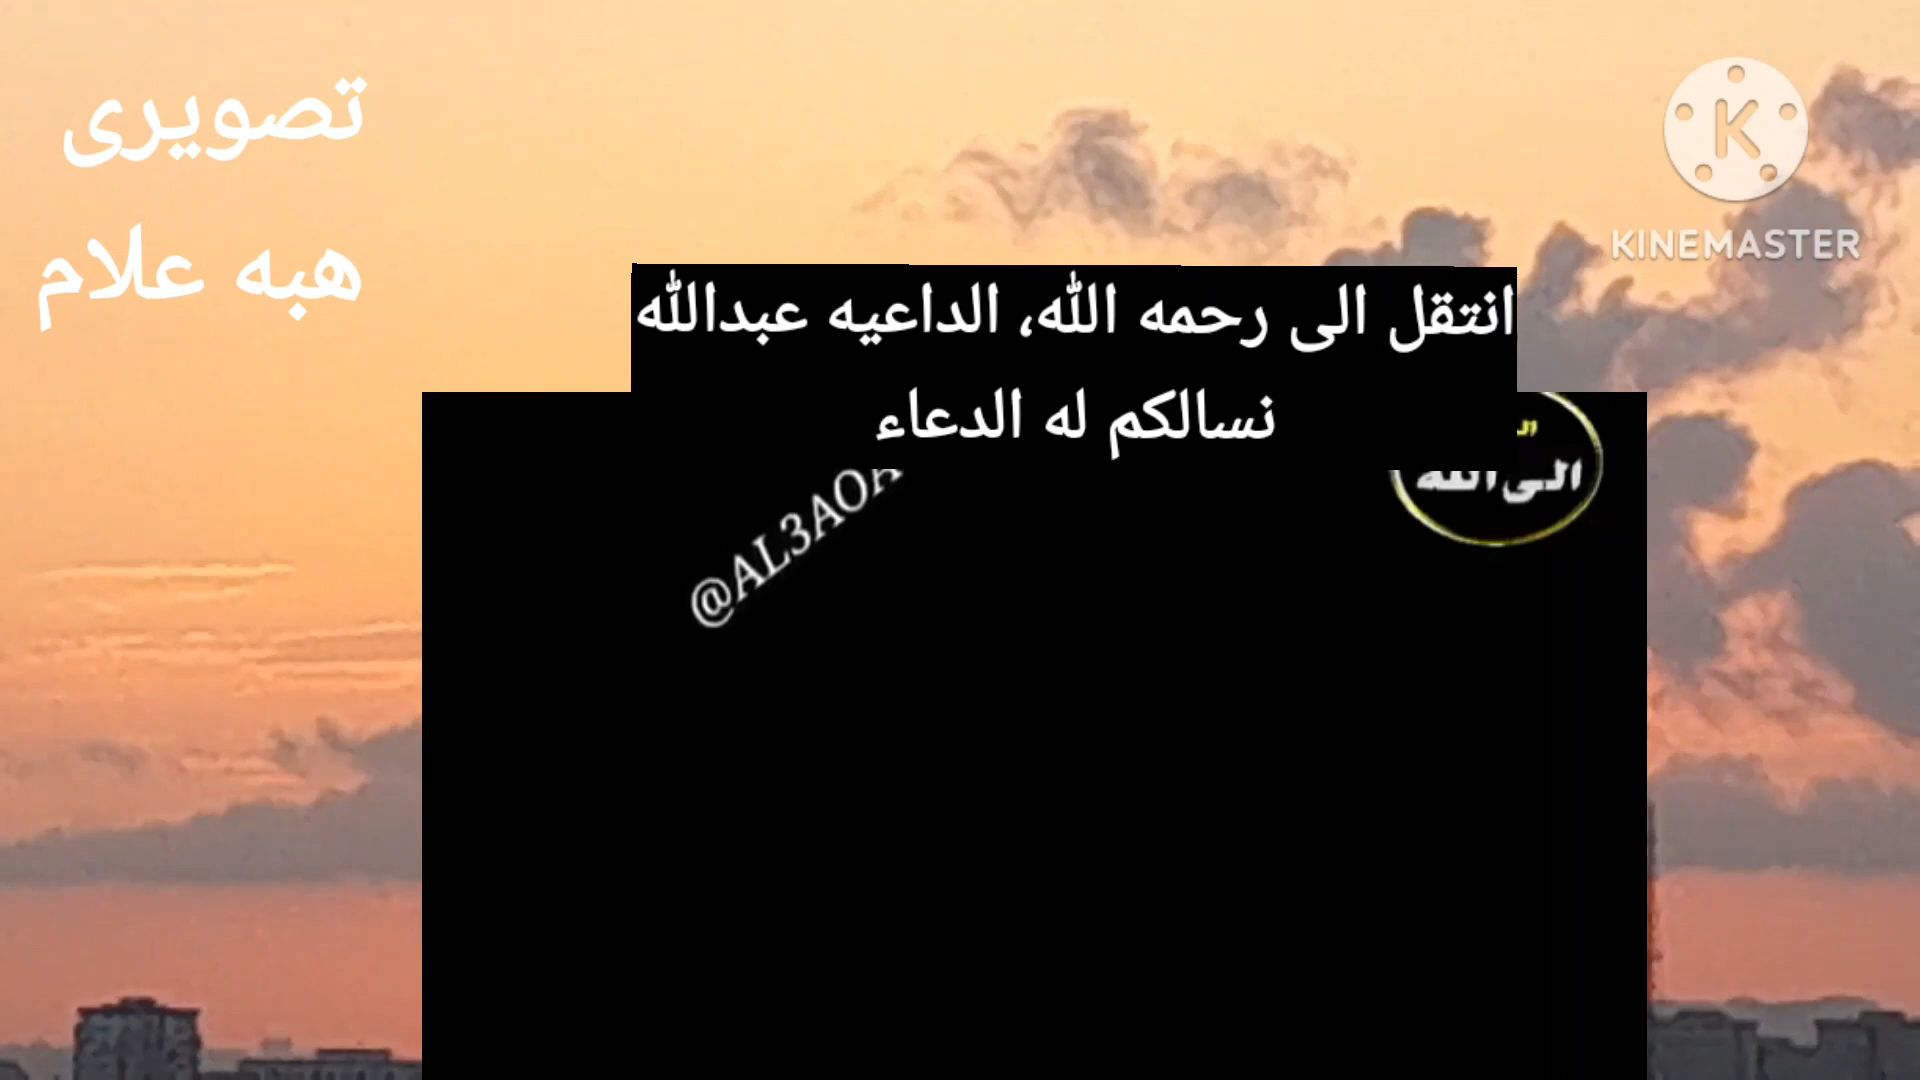 تصويرى
هبه علام
KINEMASTER
انتقل الى رحمه الله، الداعيه عبدالله
نسالكم له الدعاء
الى الله